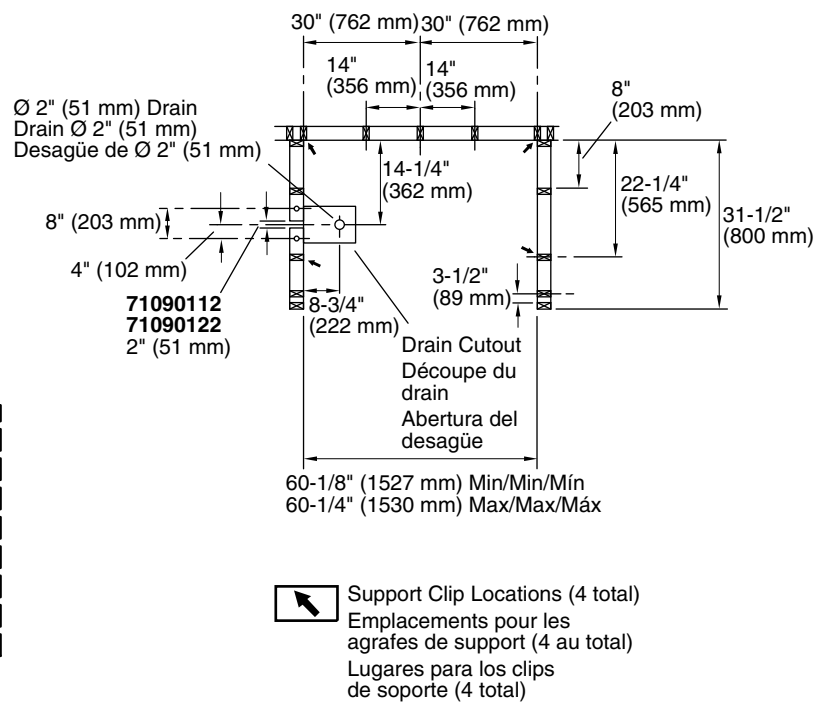 30" (762 mm)
30" (762 mm)
14"
(356 mm)
14"
(356 mm)
8"
(203 mm)
Ø 2" (51 mm) Drain
Drain Ø 2" (51 mm)
Desagüe de Ø 2" (51 mm)
14-1/4"
(362 mm)
22-1/4"
(565 mm)
31-1/2"
(800 mm)
8" (203 mm)
4" (102 mm)
71090112
71090122
2" (51 mm)
8-3/4"
(222 mm)
3-1/2"
(89 mm)
Drain Cutout
Découpe du
drain
Abertura del
desagüe
60-1/8" (1527 mm) Min/Min/Mín
60-1/4" (1530 mm) Max/Max/Máx
Support Clip Locations (4 total)
Emplacements pour les
agrafes de support (4 au total)
Lugares para los clips
de soporte (4 total)